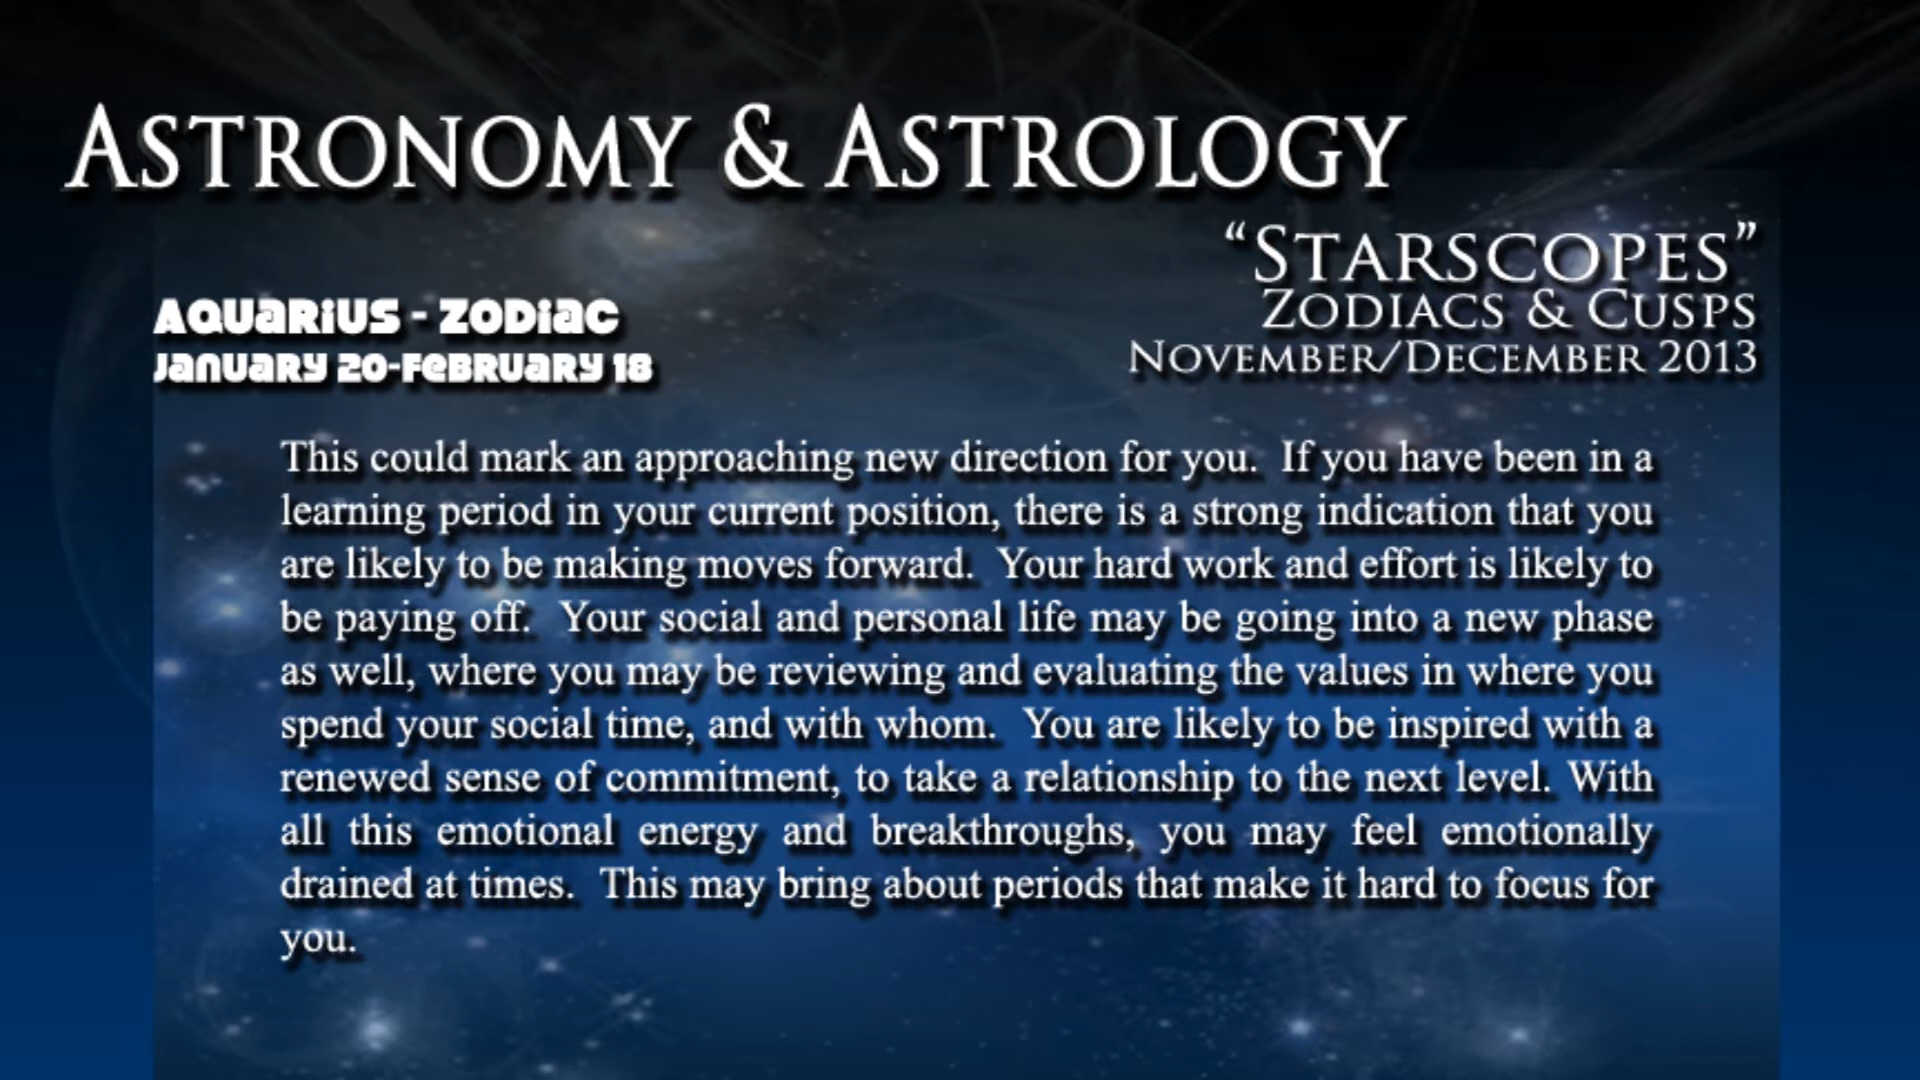 ASTRONOMY & ASTROLOGY
"STARSCOPES"
ZODIACS & CUSPS
NOVEMBER/DECEMBER 2013
AQUARIUS - ZODIAC
JANUARY 20-FEBRUARY 18
This could mark an approaching new direction for you.  If you have been in a
learning period in your current position, there is a strong indication that you
are likely to be making moves forward.  Your hard work and effort is likely to
be paying off.  Your social and personal life may be going into a new phase
as well, where you may be reviewing and evaluating the values in where you
spend your social time, and with whom.  You are likely to be inspired with a
renewed sense of commitment, to take a relationship to the next level. With
all this emotional energy and breakthroughs, you may feel emotionally
drained at times.  This may bring about periods that make it hard to focus for
you.